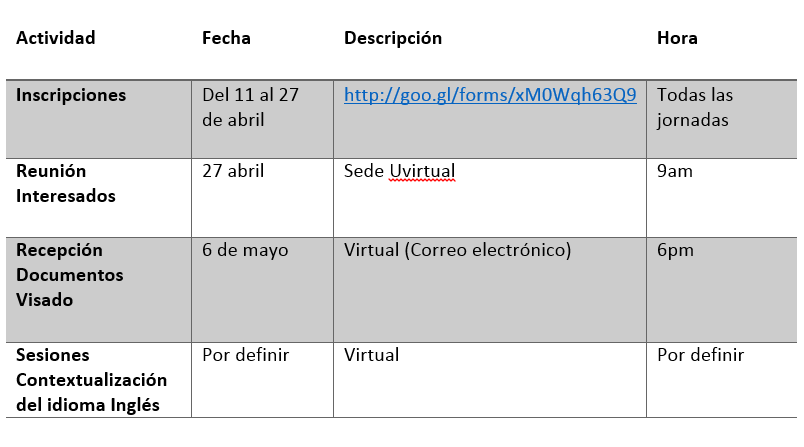 Actividad Fecha Descripción Hora
Inscripciones Del 11 al 27 http://goo.gl/forms/xM0Wqh63Q9 Todas las
de abril jornadas
Reunión 27 abril Sede Uvirtual 9am
Interesados
Recepción 6 de mayo Virtual (Correo electrónico) 6pm
Documentos
Visado
Sesiones Por definir Virtual Por definir
Contextualización
del idioma Inglés